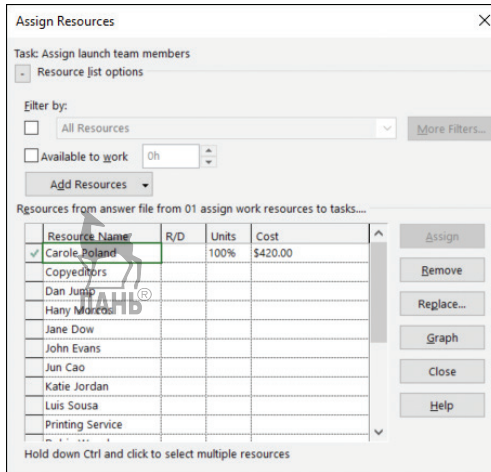 Assign Resources
Task: Assign launch team members
- Resource list options
Filter by:
All Resources
More Filters...
Available to work 0h
Add Resources
Resources from answer file from 01 assign work resources to tasks....
Resource Name R/D Units Cost
Carole Poland 100% $420.00
Copyeditors
Dan Jump
Hany Morcos
Jane Dow
John Evans
Jun Cao
Katie Jordan
Luis Sousa
Printing Service
Assign
Remove
Replace...
Graph
Close
Help
Hold down Ctrl and click to select multiple resources
ЛАНЬ®